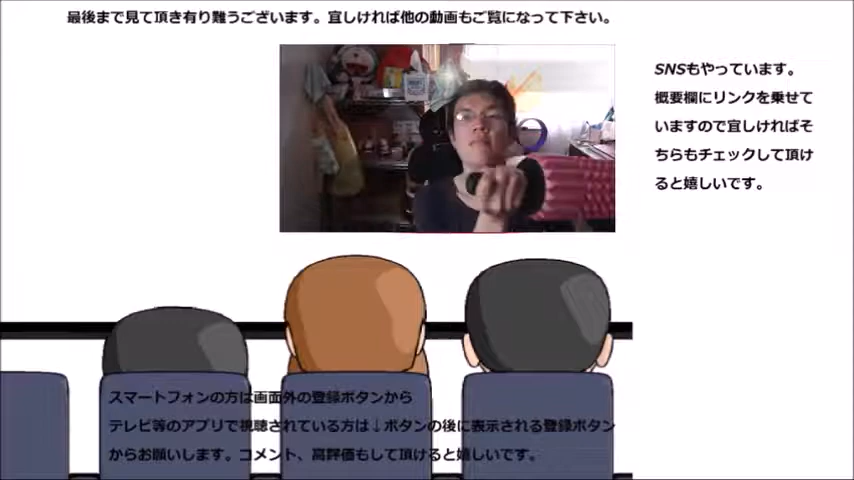 最後まで見て頂き有り難うございます。宜しければ他の動画もご覧になって下さい。
SNSもやっています。
概要欄にリンクを乗せて
いますので宜しければそ
ちらもチェックして頂け
ると嬉しいです。
スマートフォンの方は画面外の登録ボタンから
テレビ等のアプリで視聴されている方は↓ボタンの後に表示される登録ボタン
からお願いします。コメント、高評価もして頂けると嬉しいです。